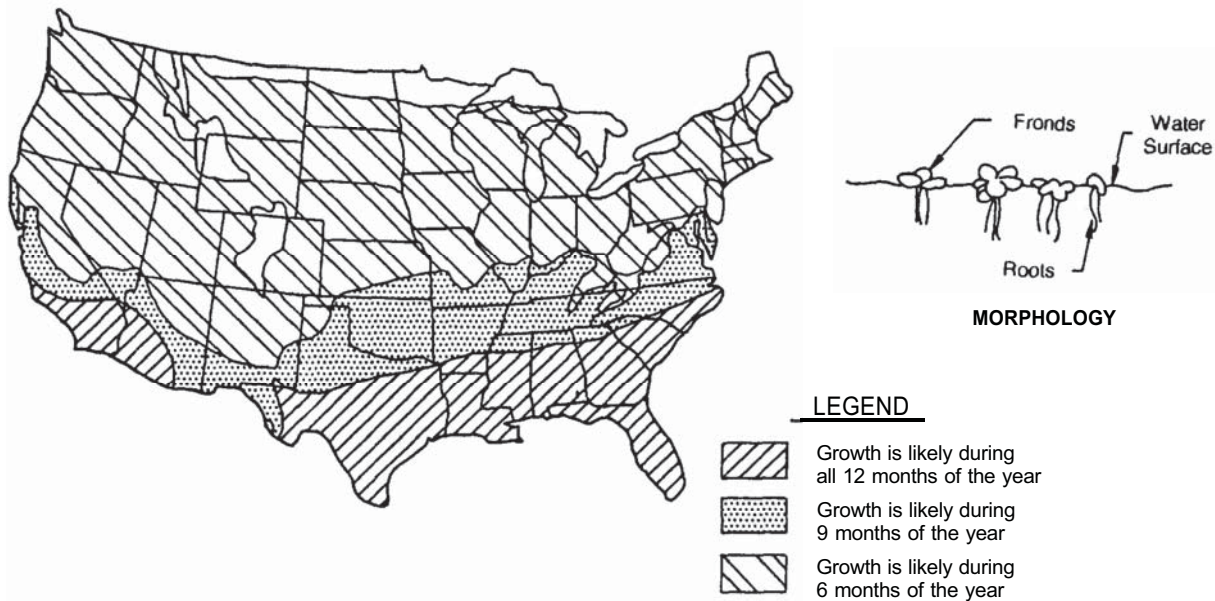 Fronds
Water
Surface
Roots
MORPHOLOGY
LEGEND
Growth is likely during
all 12 months of the year
Growth is likely during
9 months of the year
Growth is likely during
6 months of the year